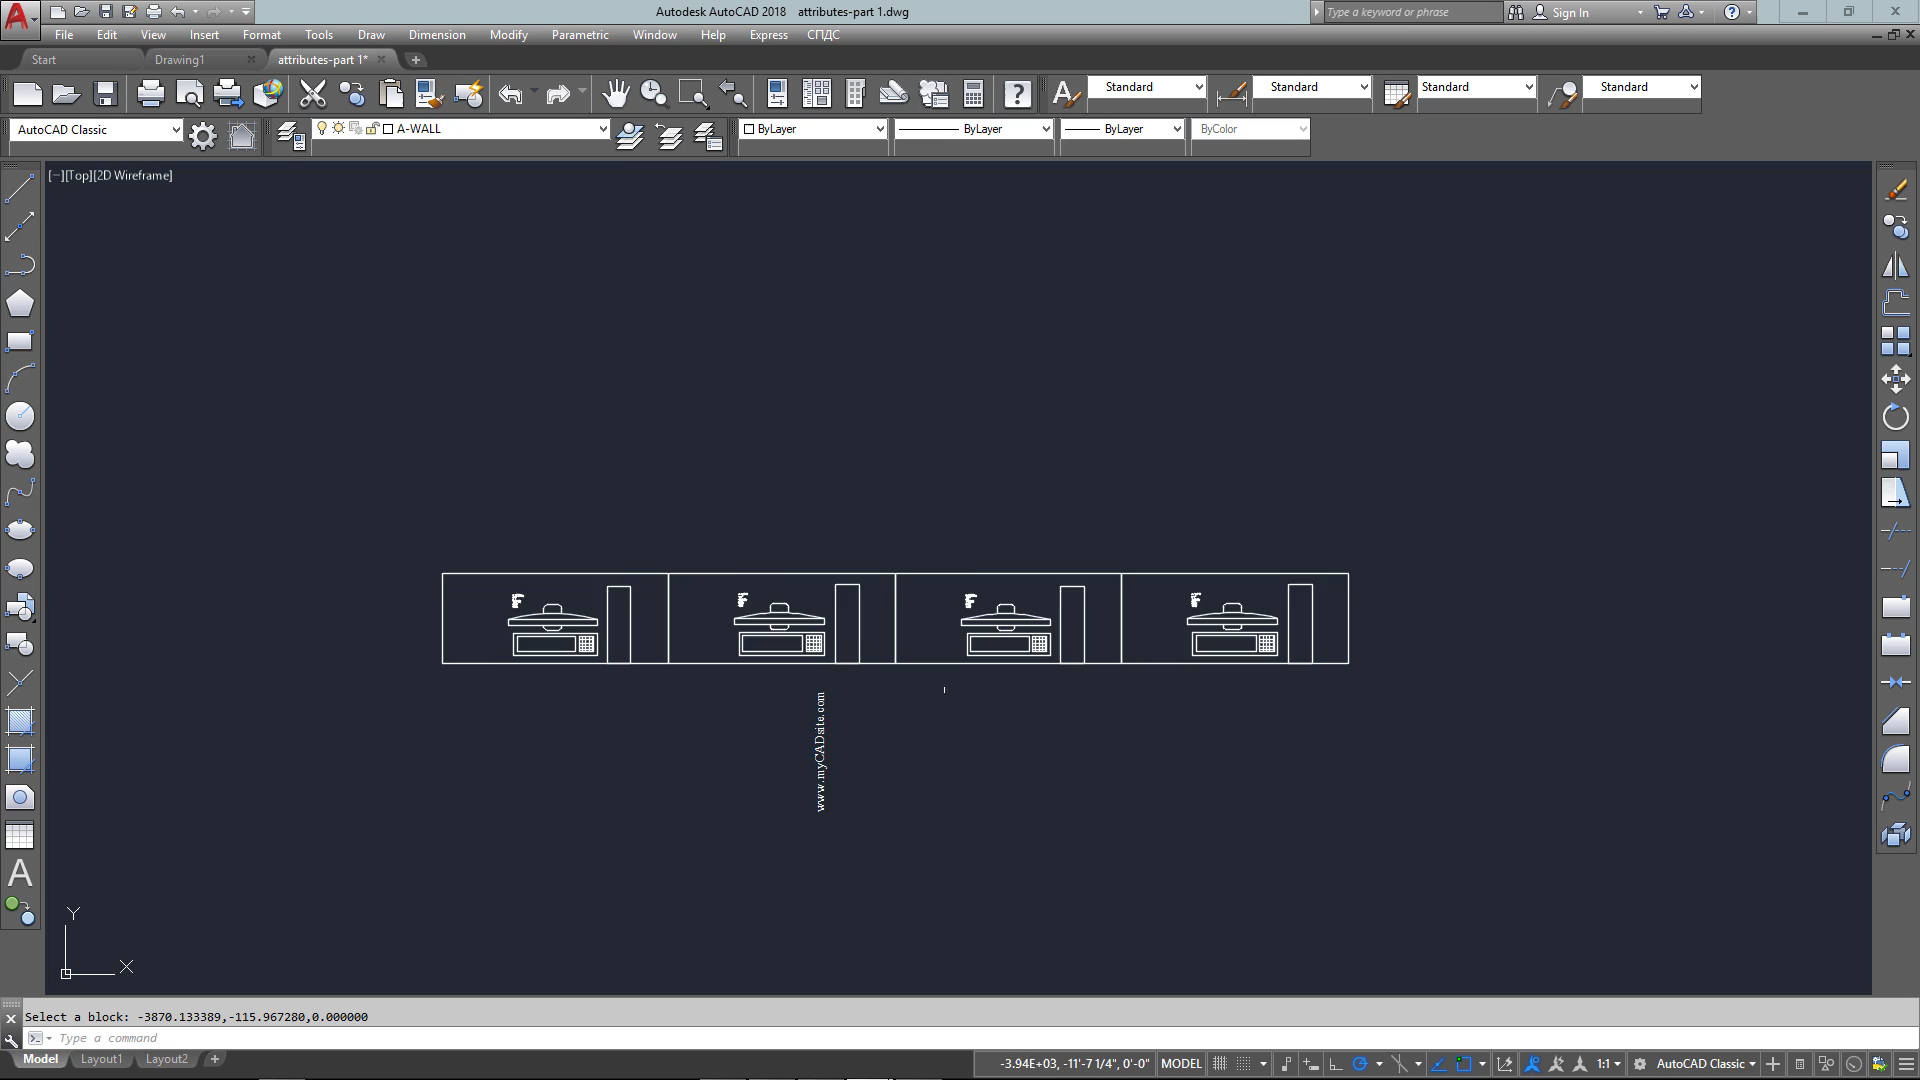 Autodesk AutoCAD 2018 attributes-part 1.dwg
Type a keyword or phrase
Sign In
File Edit View Insert Format Tools Draw Dimension Modify Parametric Window Help Express СПДС
Start Drawing1 attributes-part 1*
Standard Standard Standard Standard
AutoCAD Classic A-WALL ByLayer ByLayer ByLayer ByColor
[−][Top][2D Wireframe]
F F F F
www.myCADsite.com
Y
X
Select a block: -3870.133389,-115.967280,0.000000
Type a command
Model Layout1 Layout2
-3.94E+03, -11'-7 1/4", 0'-0" MODEL 1:1 AutoCAD Classic